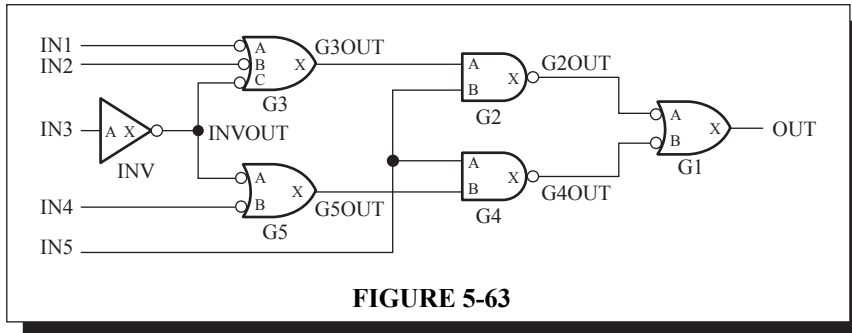 IN1
IN2
IN3
IN4
IN5
A
B
C
X
G3OUT
G3
A X
INV
INVOUT
A
B
X
G5OUT
G5
A
B
X
G2OUT
G2
A
B
X
G4OUT
G4
A
B
X
G1
OUT
FIGURE 5-63